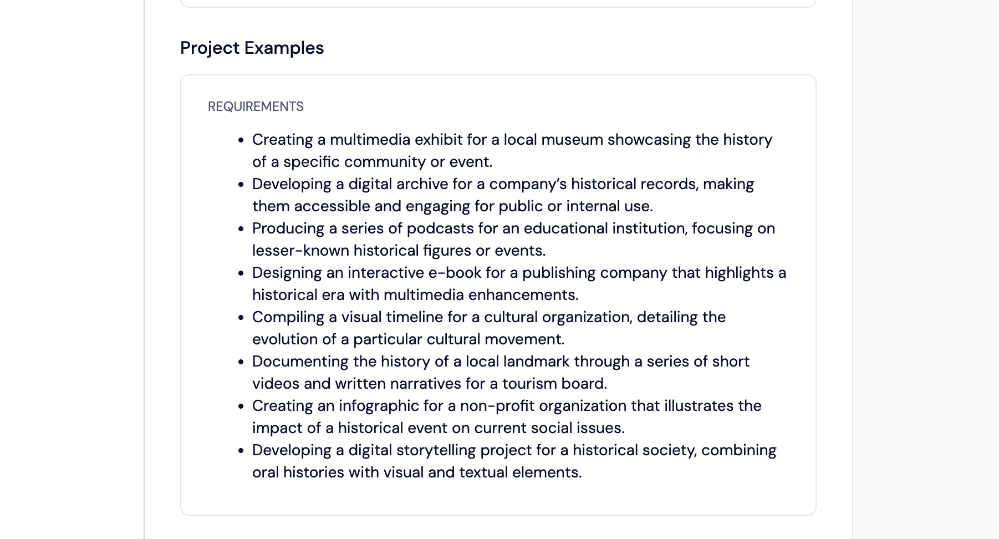 Project Examples
REQUIREMENTS
• Creating a multimedia exhibit for a local museum showcasing the history
of a specific community or event.
• Developing a digital archive for a company’s historical records, making
them accessible and engaging for public or internal use.
• Producing a series of podcasts for an educational institution, focusing on
lesser-known historical figures or events.
• Designing an interactive e-book for a publishing company that highlights a
historical era with multimedia enhancements.
• Compiling a visual timeline for a cultural organization, detailing the
evolution of a particular cultural movement.
• Documenting the history of a local landmark through a series of short
videos and written narratives for a tourism board.
• Creating an infographic for a non-profit organization that illustrates the
impact of a historical event on current social issues.
• Developing a digital storytelling project for a historical society, combining
oral histories with visual and textual elements.